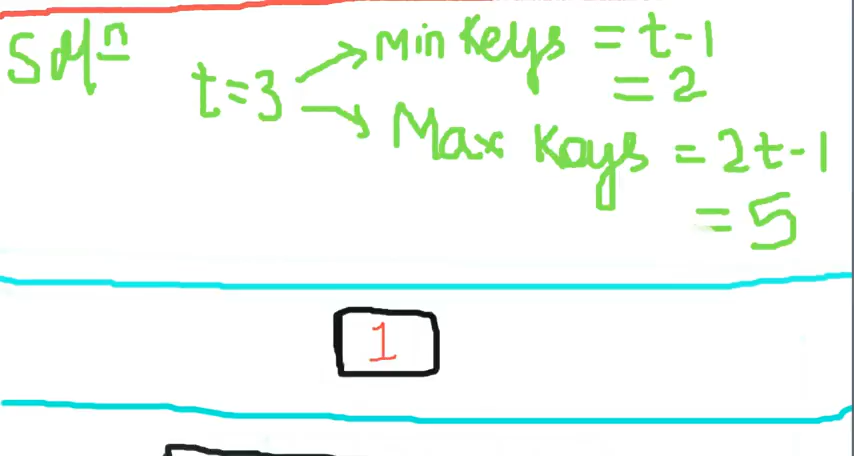 Soln
t=3
Min Keys = t-1
= 2
Max Keys = 2t-1
= 5
1